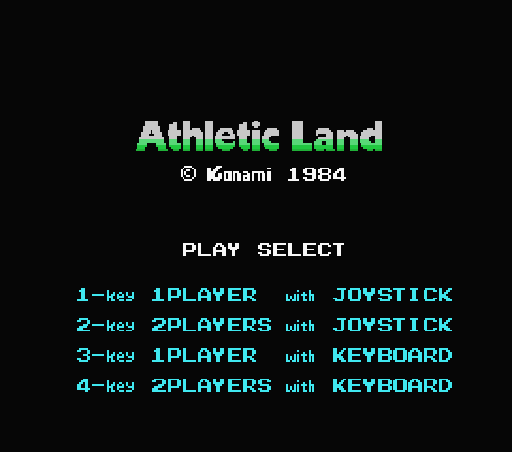 Athletic Land
© Konami 1984
PLAY SELECT
1-key 1PLAYER with JOYSTICK
2-key 2PLAYERS with JOYSTICK
3-key 1PLAYER with KEYBOARD
4-key 2PLAYERS with KEYBOARD